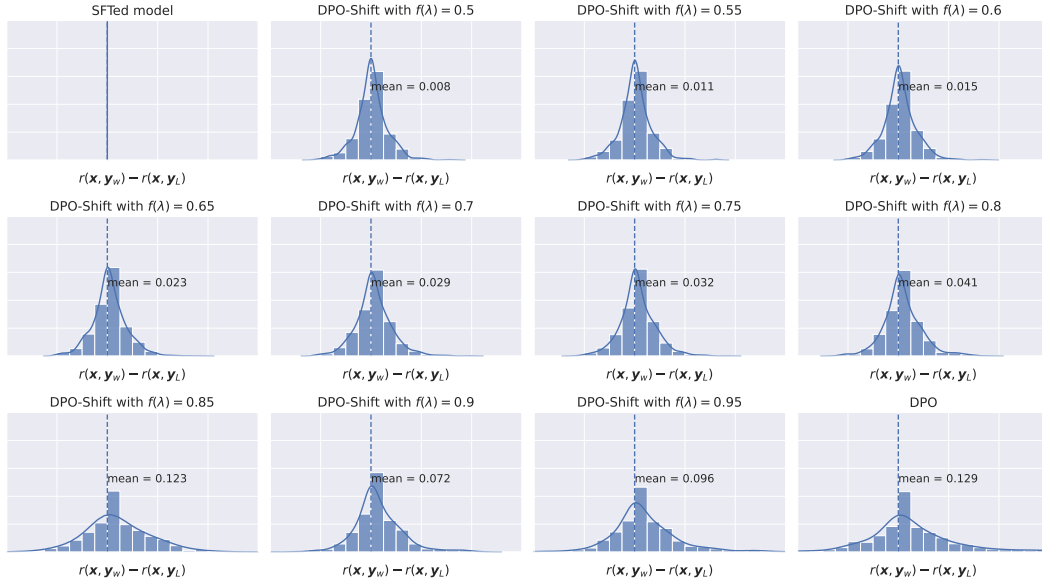 SFTed model
DPO-Shift with f(λ) = 0.5
DPO-Shift with f(λ) = 0.55
DPO-Shift with f(λ) = 0.6
mean = 0.008
mean = 0.011
mean = 0.015
r(x, y_w) − r(x, y_L)
r(x, y_w) − r(x, y_L)
r(x, y_w) − r(x, y_L)
r(x, y_w) − r(x, y_L)
DPO-Shift with f(λ) = 0.65
DPO-Shift with f(λ) = 0.7
DPO-Shift with f(λ) = 0.75
DPO-Shift with f(λ) = 0.8
mean = 0.023
mean = 0.029
mean = 0.032
mean = 0.041
r(x, y_w) − r(x, y_L)
r(x, y_w) − r(x, y_L)
r(x, y_w) − r(x, y_L)
r(x, y_w) − r(x, y_L)
DPO-Shift with f(λ) = 0.85
DPO-Shift with f(λ) = 0.9
DPO-Shift with f(λ) = 0.95
DPO
mean = 0.123
mean = 0.072
mean = 0.096
mean = 0.129
r(x, y_w) − r(x, y_L)
r(x, y_w) − r(x, y_L)
r(x, y_w) − r(x, y_L)
r(x, y_w) − r(x, y_L)